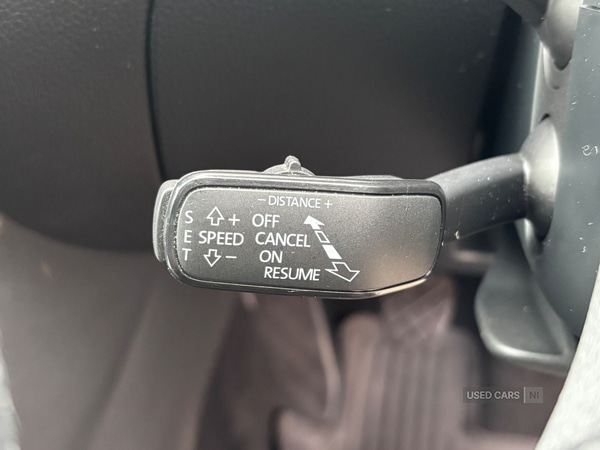 − DISTANCE +
S + OFF
E SPEED CANCEL
T − ON
RESUME
USED CARS NI